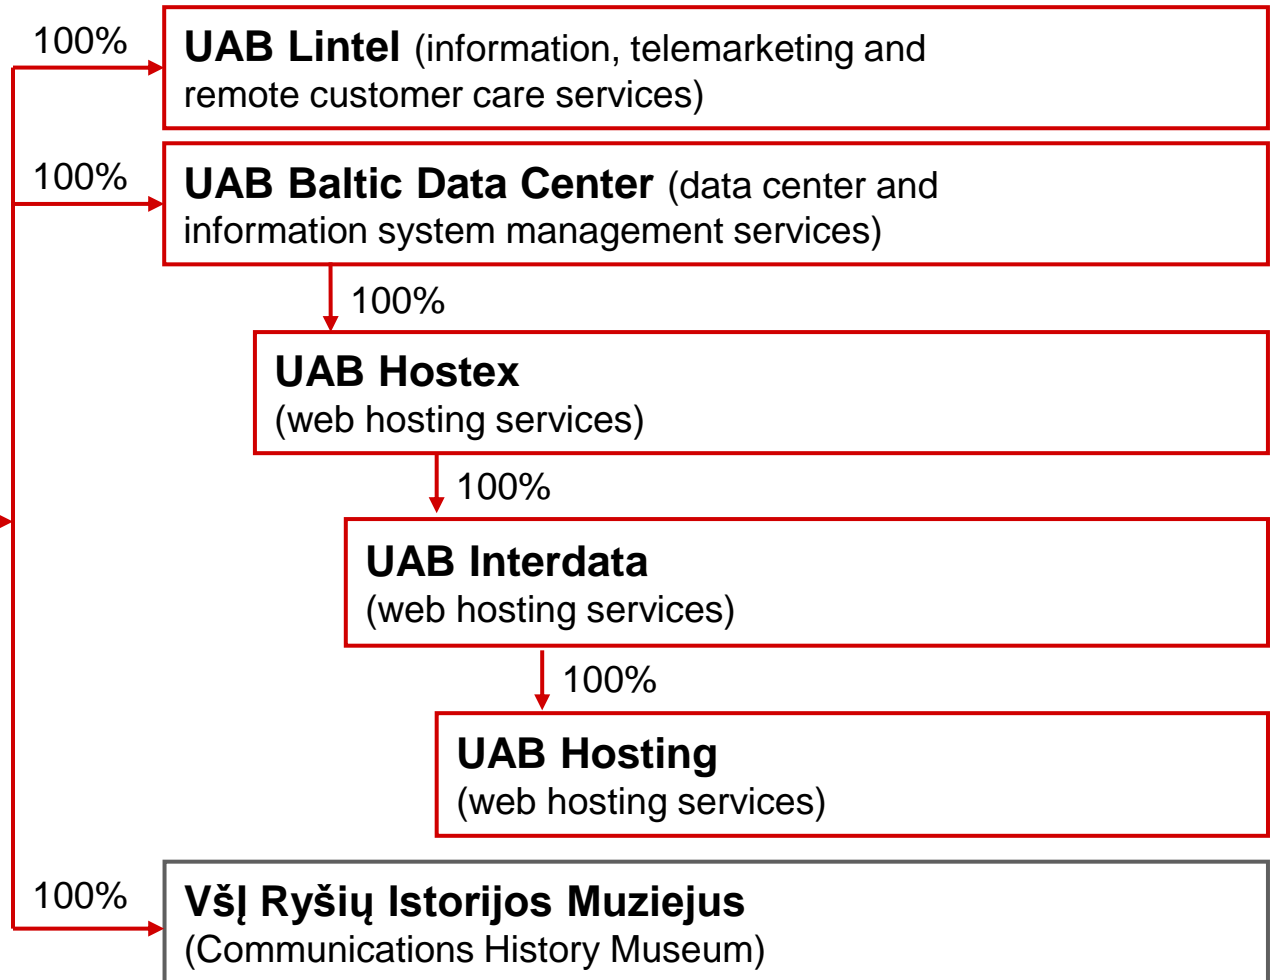 100%
UAB Lintel (information, telemarketing and
remote customer care services)
100%
UAB Baltic Data Center (data center and
information system management services)
100%
UAB Hostex
(web hosting services)
100%
UAB Interdata
(web hosting services)
100%
UAB Hosting
(web hosting services)
100%
VšĮ Ryšių Istorijos Muziejus
(Communications History Museum)